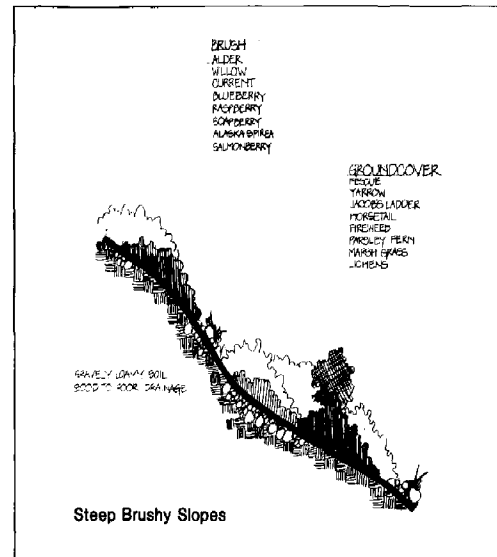 BRUSH
ALDER
WILLOW
CURRENT
BLUEBERRY
RASPBERRY
SOAPBERRY
ALASKA SPIREA
SALMONBERRY
GROUNDCOVER
FESCUE
YARROW
JACOBS LADDER
HORSETAIL
FIREWEED
PARSLEY FERN
MARSH GRASS
LICHENS
GRAVELY LOAMY SOIL
GOOD TO POOR DRAINAGE
Steep Brushy Slopes